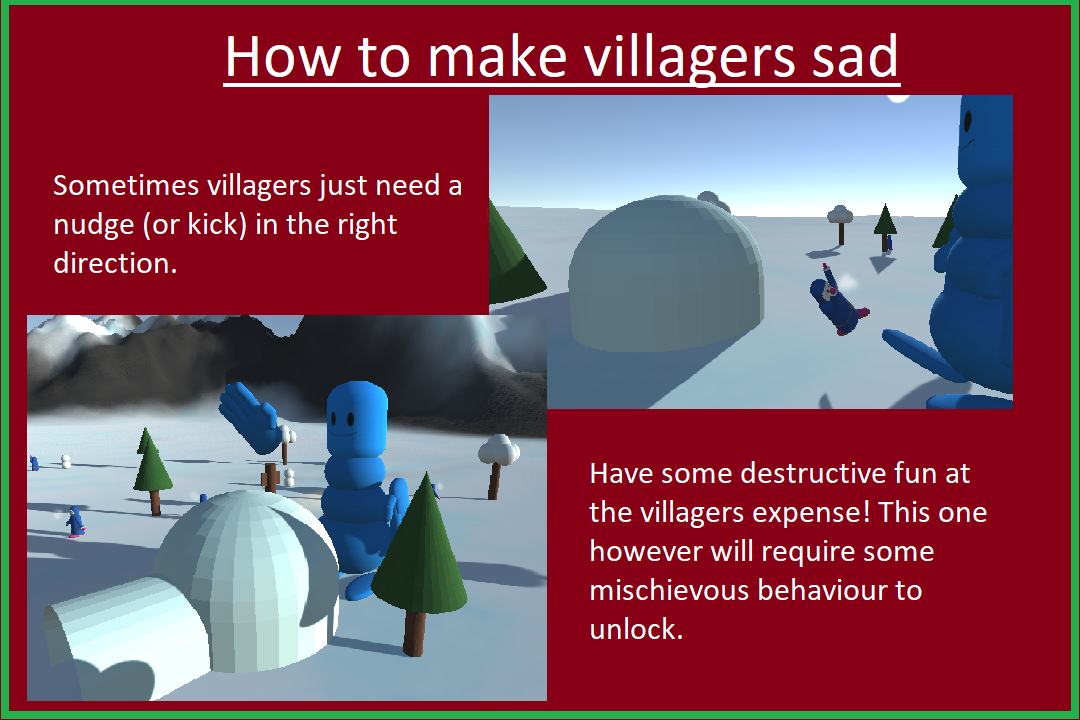 How to make villagers sad
Sometimes villagers just need a
nudge (or kick) in the right
direction.
Have some destructive fun at
the villagers expense! This one
however will require some
mischievous behaviour to
unlock.